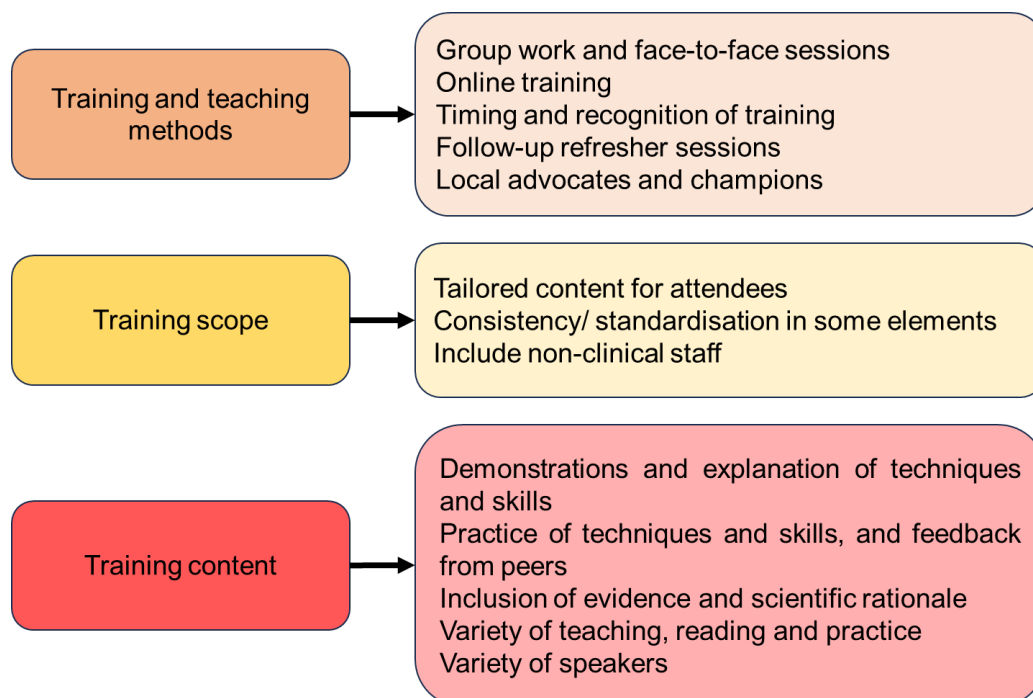 Training and teaching
methods
Group work and face-to-face sessions
Online training
Timing and recognition of training
Follow-up refresher sessions
Local advocates and champions
Training scope
Tailored content for attendees
Consistency/ standardisation in some elements
Include non-clinical staff
Training content
Demonstrations and explanation of techniques
and skills
Practice of techniques and skills, and feedback
from peers
Inclusion of evidence and scientific rationale
Variety of teaching, reading and practice
Variety of speakers